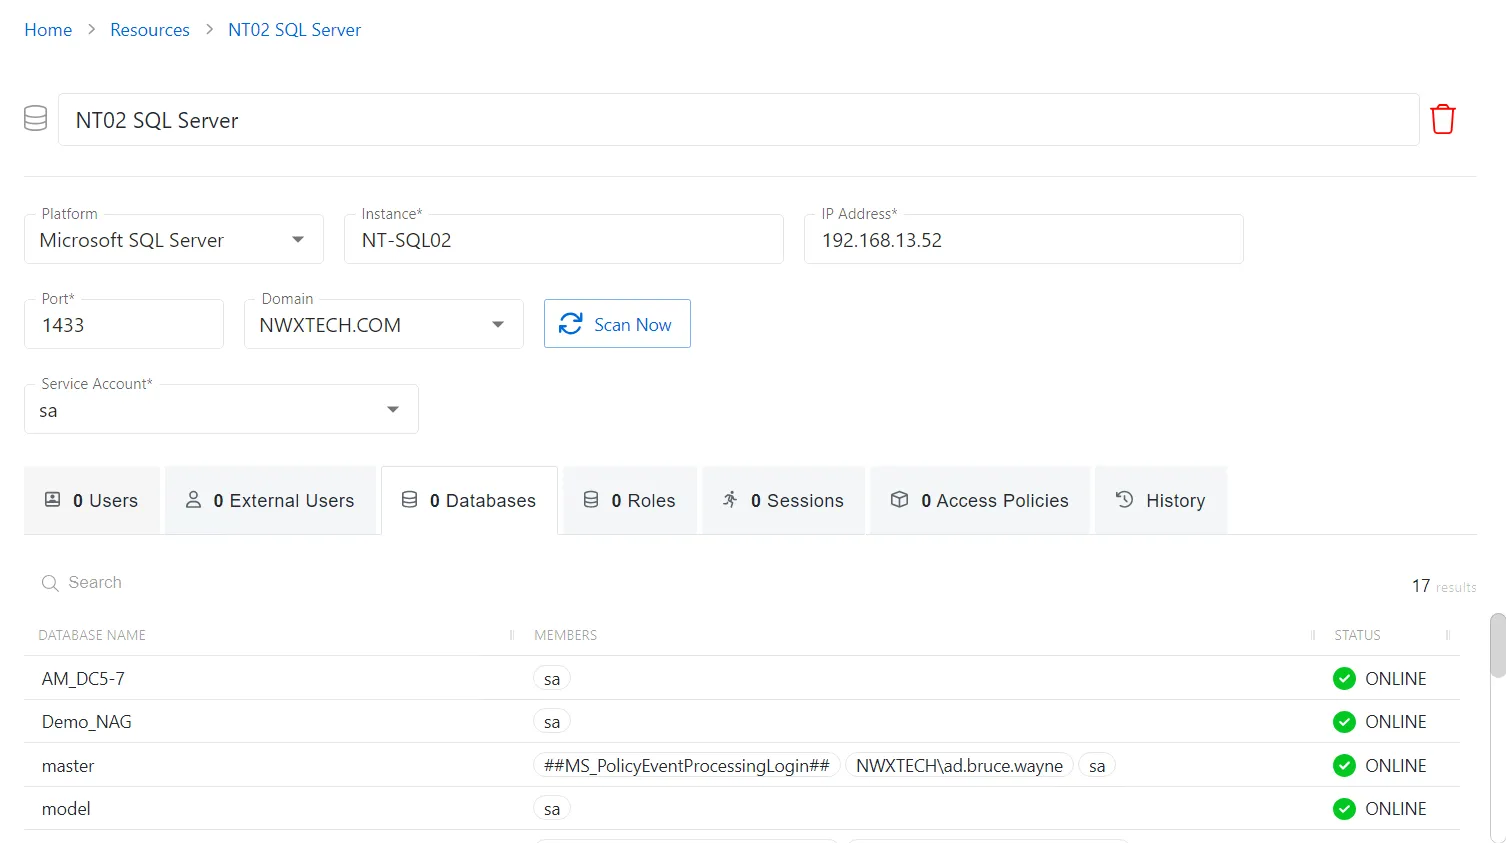 Home > Resources > NT02 SQL Server
NT02 SQL Server
Platform Instance* IP Address*
Microsoft SQL Server NT-SQL02 192.168.13.52
Port* Domain
1433 NWXTECH.COM Scan Now
Service Account*
sa
0 Users 0 External Users 0 Databases 0 Roles 0 Sessions 0 Access Policies History
Search 17 results
DATABASE NAME MEMBERS STATUS
AM_DC5-7 sa ONLINE
Demo_NAG sa ONLINE
master ##MS_PolicyEventProcessingLogin## NWXTECH\ad.bruce.wayne sa ONLINE
model sa ONLINE